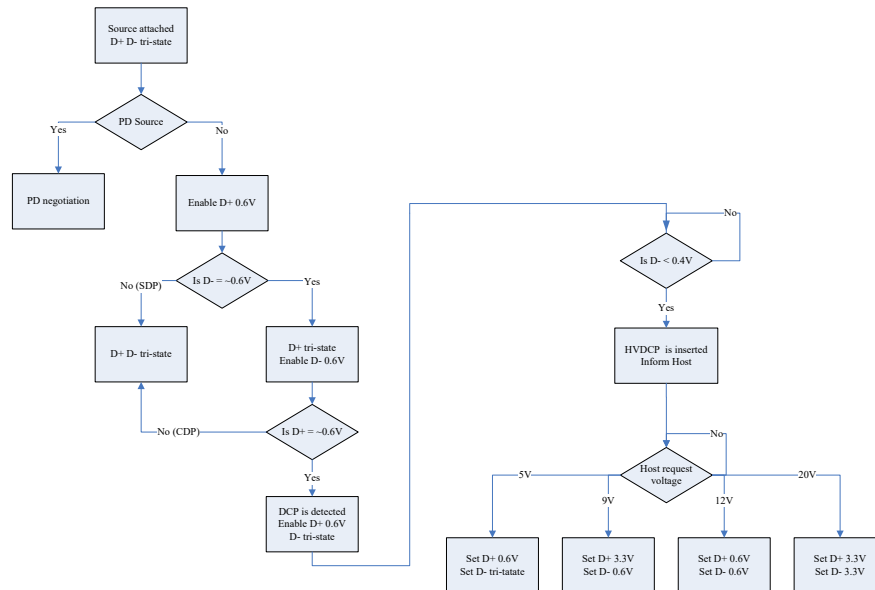 Source attached
D+ D- tri-state
PD Source
Yes
No
PD negotiation
Enable D+ 0.6V
Is D- = ~0.6V
No (SDP)
Yes
D+ D- tri-state
D+ tri-state
Enable D- 0.6V
Is D+ = ~0.6V
No (CDP)
Yes
DCP is detected
Enable D+ 0.6V
D- tri-state
No
Is D- < 0.4V
Yes
HVDCP is inserted
Inform Host
No
Host request
voltage
5V
9V
12V
20V
Set D+ 0.6V
Set D- tri-tatate
Set D+ 3.3V
Set D- 0.6V
Set D+ 0.6V
Set D- 0.6V
Set D+ 3.3V
Set D- 3.3V